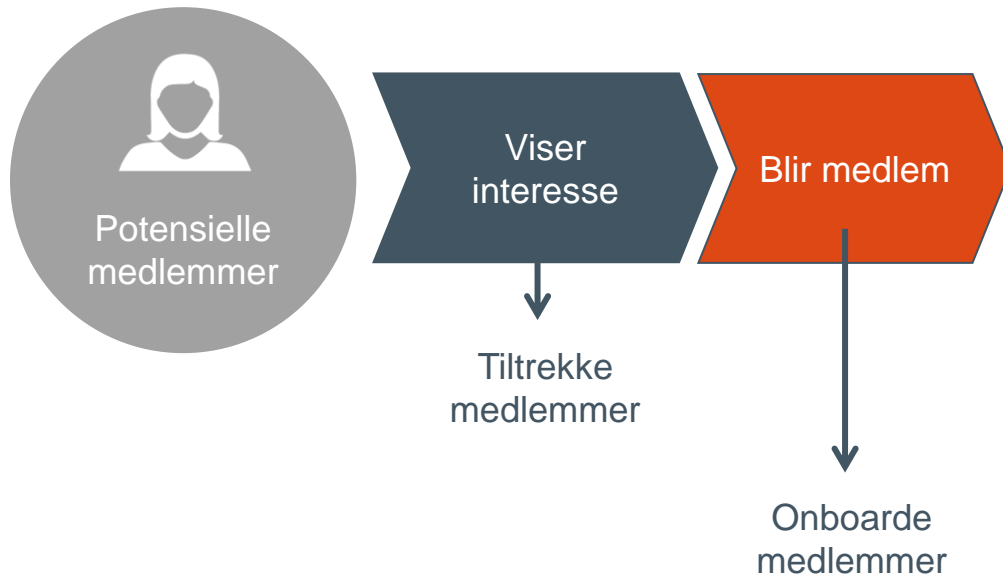 Potensielle
medlemmer
Viser
interesse
Blir medlem
Tiltrekke
medlemmer
Onboarde
medlemmer